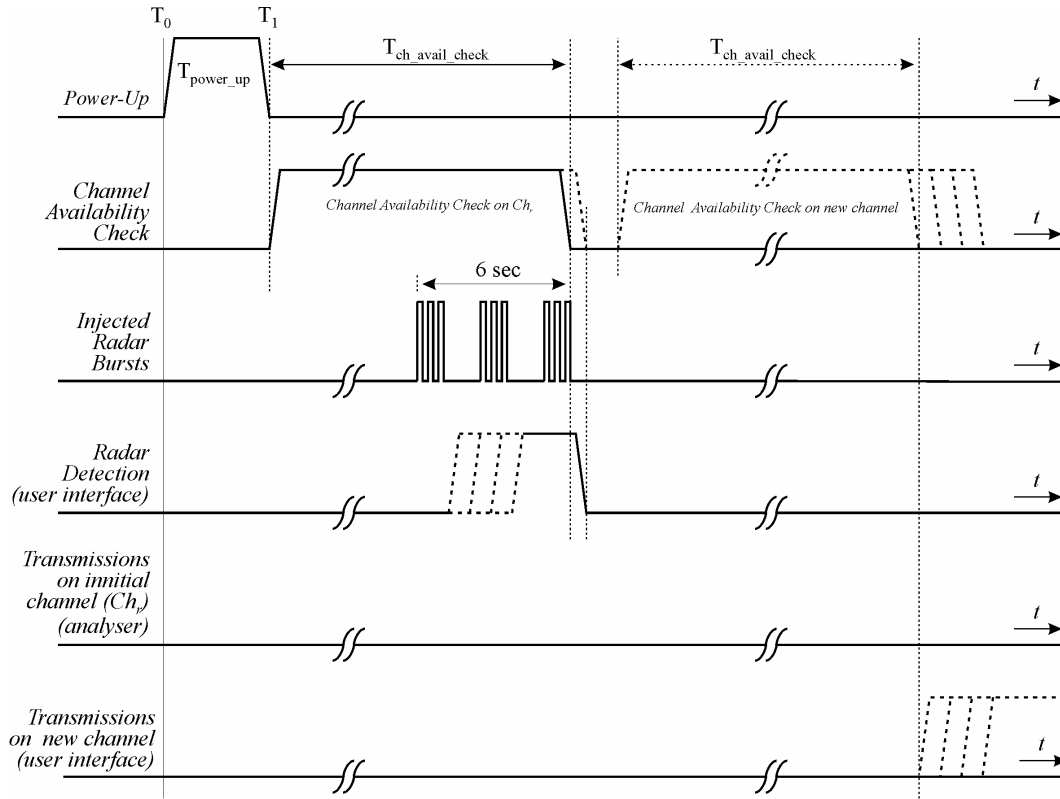 T0 T1
Tch_avail_check Tch_avail_check
Tpower_up
Power-Up
t
Channel
Availability
Check
Channel Availability Check on Chr
Channel Availability Check on new channel
t
6 sec
Injected
Radar
Bursts
t
Radar
Detection
(user interface)
t
Transmissions
on innitial
channel (Chr)
(analyser)
t
Transmissions
on new channel
(user interface)
t